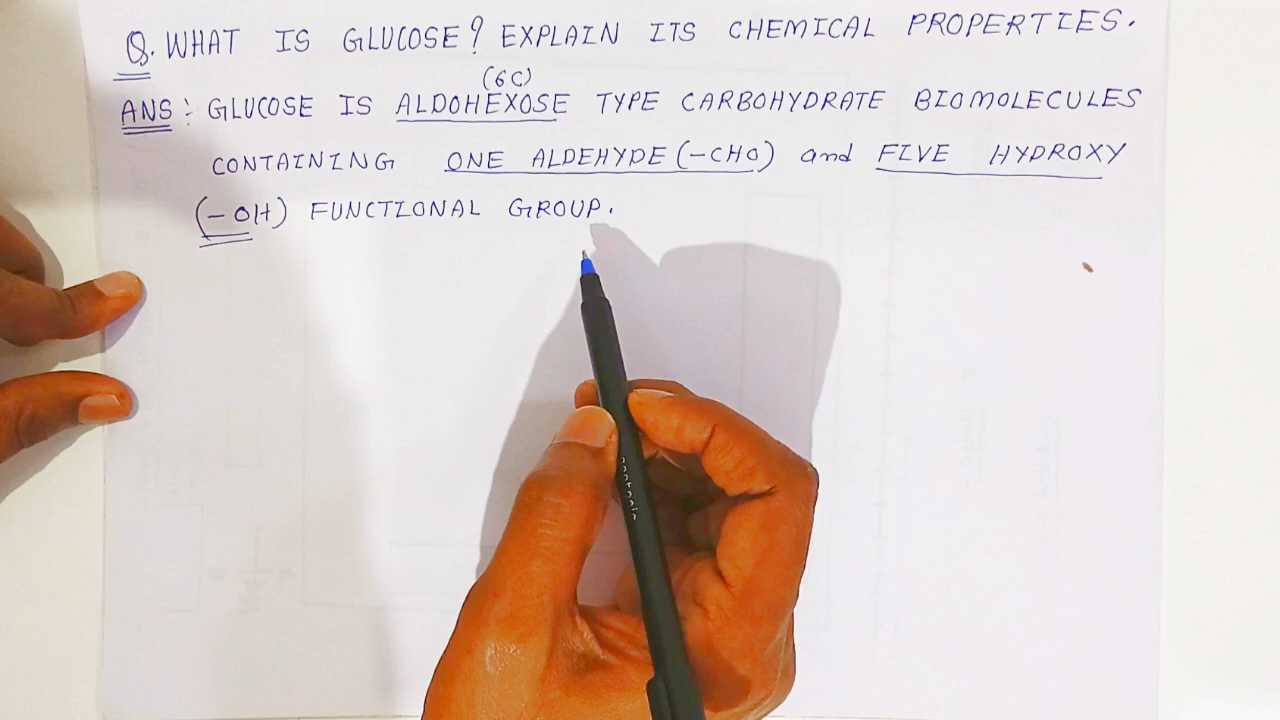 Q. WHAT IS GLUCOSE? EXPLAIN ITS CHEMICAL PROPERTIES.
(6C)
ANS: GLUCOSE IS ALDOHEXOSE TYPE CARBOHYDRATE BIOMOLECULES
CONTAINING ONE ALDEHYDE (-CHO) and FIVE HYDROXY
(-OH) FUNCTIONAL GROUP.